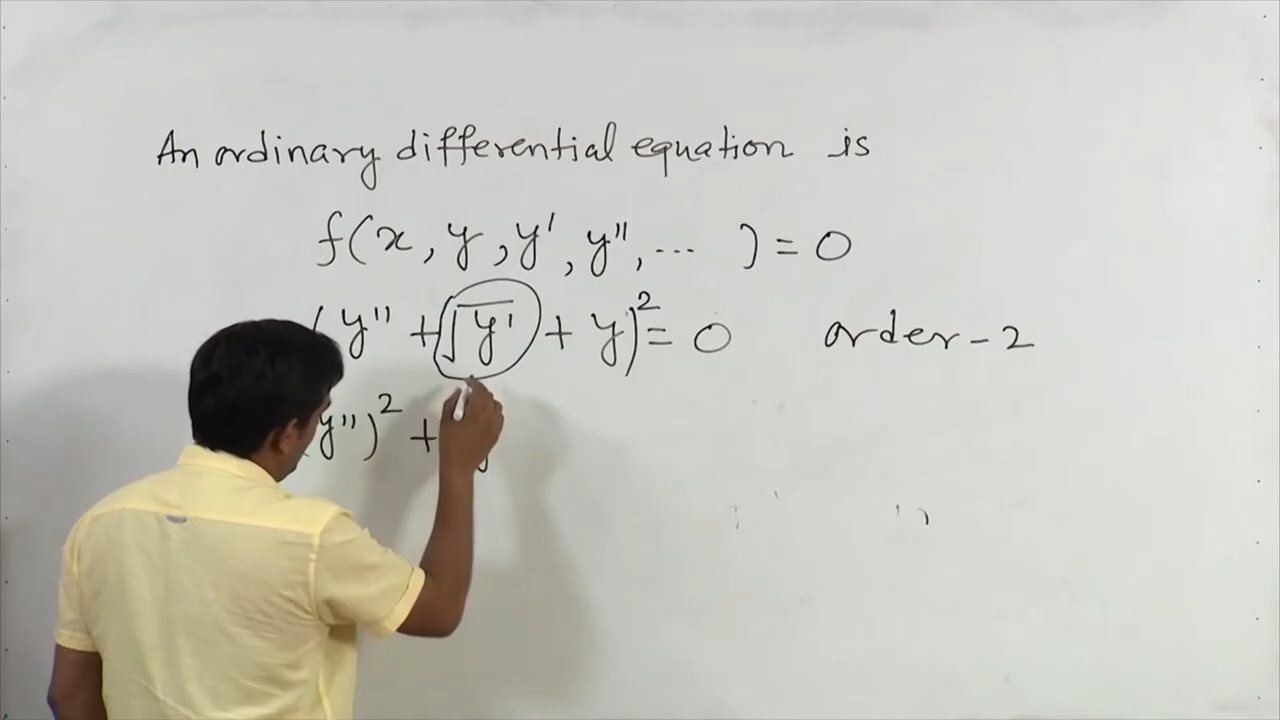 An ordinary differential equation is
f(x, y, y', y'', ... ) = 0
( y'' + √y' + y)² = 0 order-2
(y'')² +